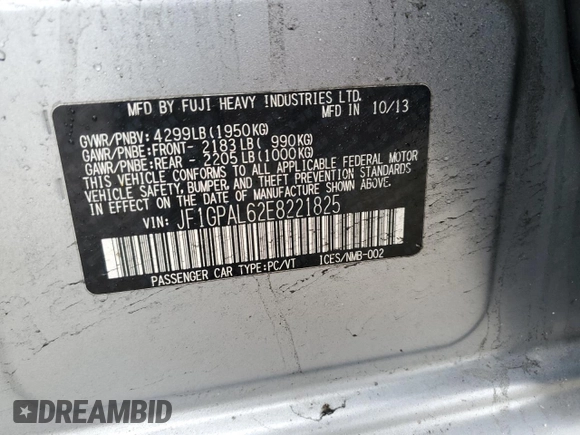 MFD BY FUJI HEAVY INDUSTRIES LTD.
MFD IN 10/13
GVWR/PNBV: 4299LB(1950KG)
GAWR/PNBE:FRONT- 2183LB( 990KG)
GAWR/PNBE:REAR - 2205LB(1000KG)
THIS VEHICLE CONFORMS TO ALL APPLICABLE FEDERAL MOTOR
VEHICLE SAFETY, BUMPER, AND THEFT PREVENTION STANDARDS
IN EFFECT ON THE DATE OF MANUFACTURE SHOWN ABOVE.
VIN: JF1GPAL62E8221825
PASSENGER CAR TYPE:PC/VT ICES/NMB-002
DREAMBID